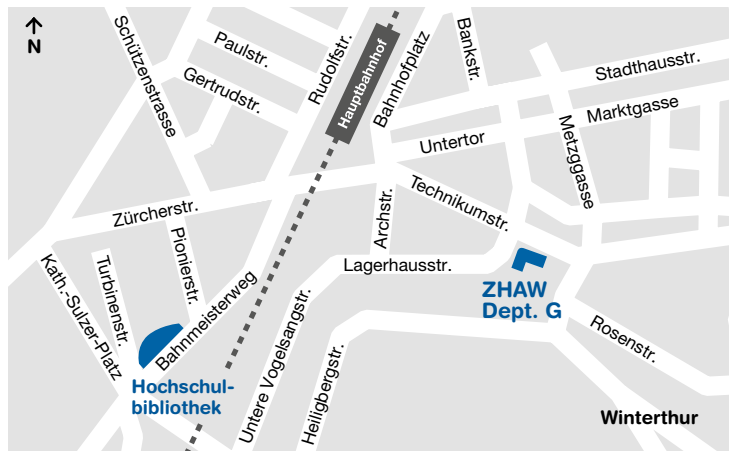 N
Schützenstrasse
Paulstr.
Gertrudstr.
Rudolfstr.
Hauptbahnhof
Bahnhofplatz
Bankstr.
Stadthausstr.
Marktgasse
Untertor
Metzggasse
Technikumstr.
Zürcherstr.
Archstr.
Pionierstr.
Lagerhausstr.
Turbinenstr.
Kath.-Sulzer-Platz
Bahnmeisterweg
ZHAW
Dept. G
Untere Vogelsangstr.
Heiligbergstr.
Rosenstr.
Hochschul-
bibliothek
Winterthur